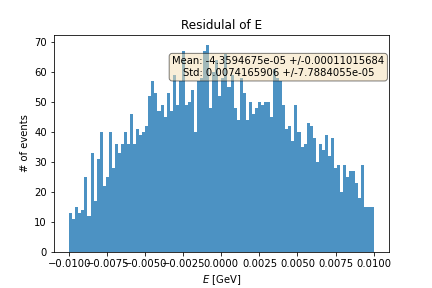 Residulal of E
Mean: -4.3594675e-05 +/-0.00011015684
Std: 0.0074165906 +/-7.7884055e-05
# of events
70
60
50
40
30
20
10
0
−0.0100 −0.0075 −0.0050 −0.0025 0.0000 0.0025 0.0050 0.0075 0.0100
E [GeV]